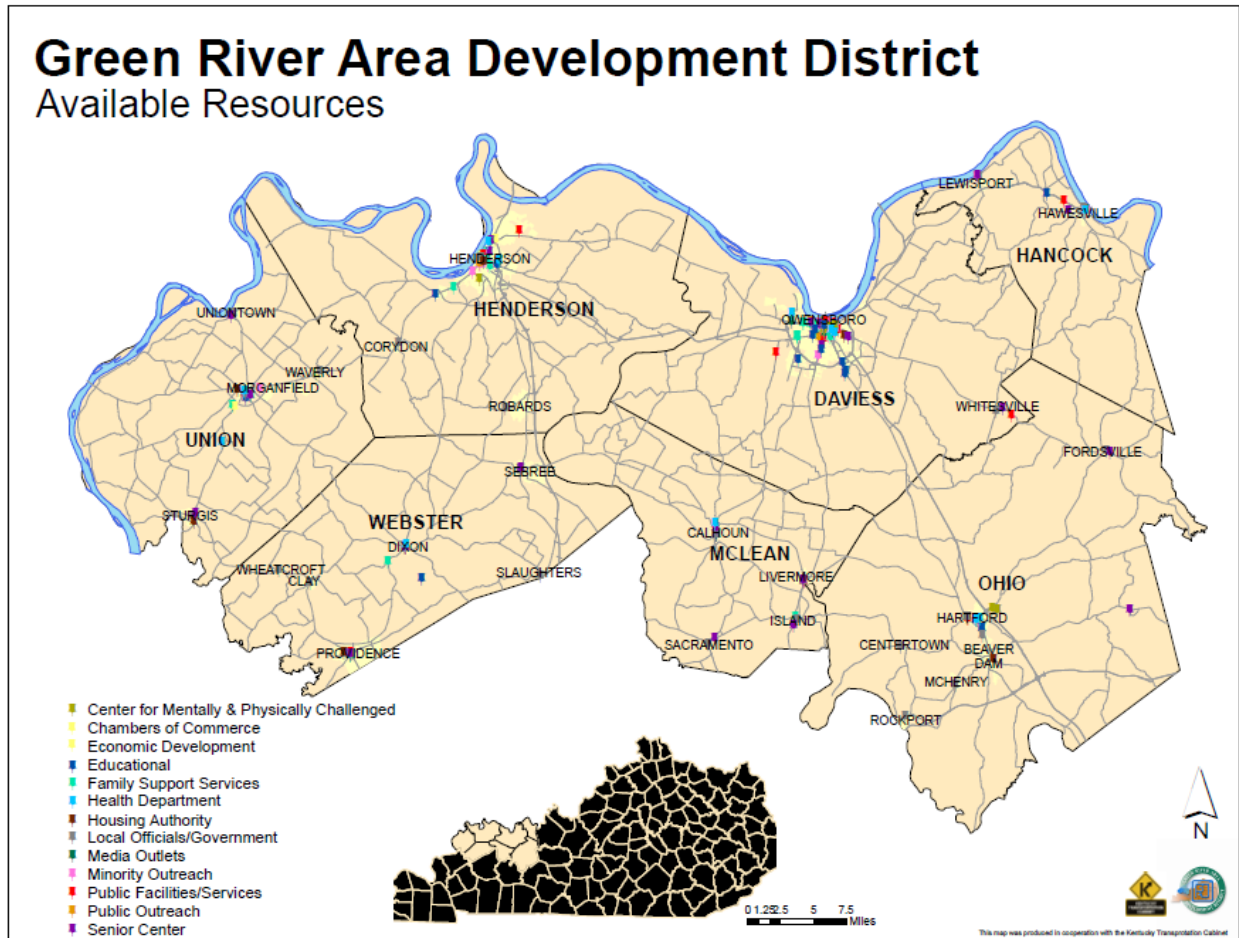 Green River Area Development District
Available Resources
LEWISPORT
HAWESVILLE
HANCOCK
HENDERSON
HENDERSON
UNIONTOWN
OWENSBORO
CORYDON
WAVERLY
MORGANFIELD
ROBARDS
DAVIESS
WHITESVILLE
UNION
FORDSVILLE
SEBREE
STURGIS
WEBSTER
CALHOUN
DIXON
MCLEAN
WHEATCROFT
CLAY
SLAUGHTERS
LIVERMORE
OHIO
ISLAND
HARTFORD
SACRAMENTO
CENTERTOWN
BEAVER
DAM
PROVIDENCE
MCHENRY
ROCKPORT
Center for Mentally & Physically Challenged
Chambers of Commerce
Economic Development
Educational
Family Support Services
Health Department
Housing Authority
Local Officials/Government
Media Outlets
Minority Outreach
Public Facilities/Services
Public Outreach
Senior Center
N
0 1.25 2.5 5 7.5
Miles
This map was produced in cooperation with the Kentucky Transprotation Cabinet